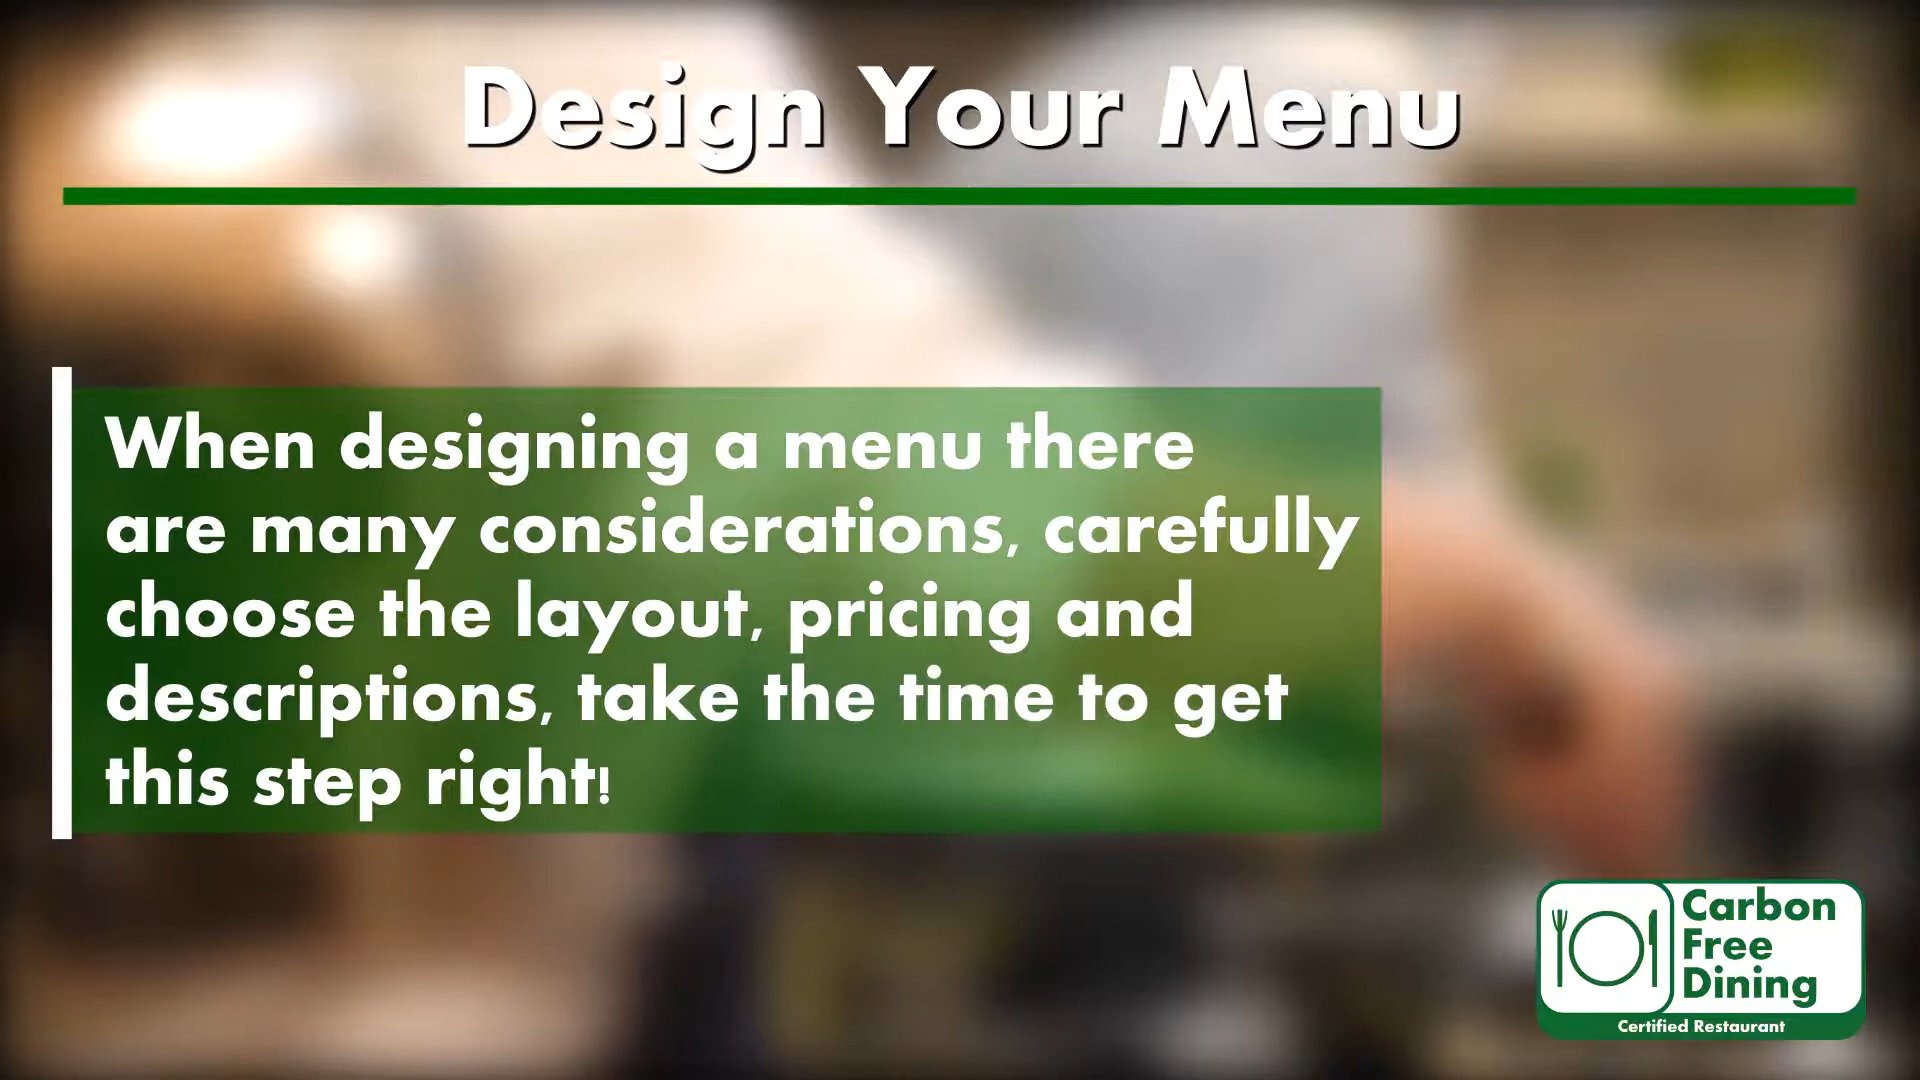 Design Your Menu
When designing a menu there
are many considerations, carefully
choose the layout, pricing and
descriptions, take the time to get
this step right!
Carbon
Free
Dining
Certified Restaurant